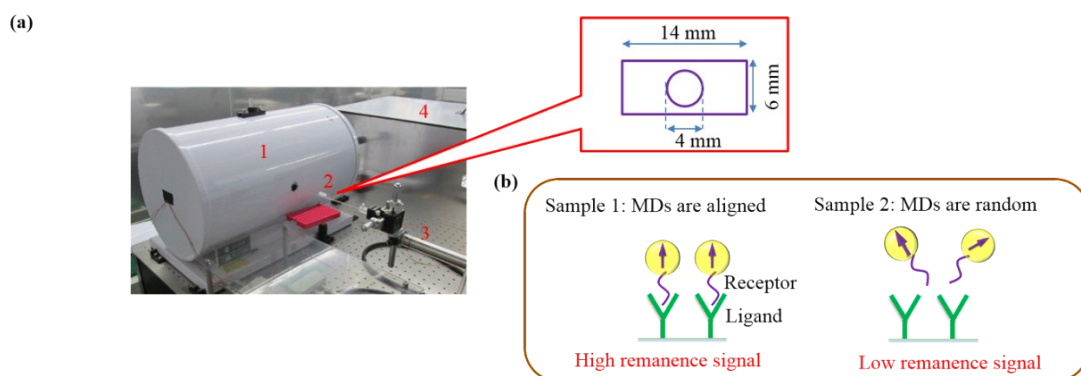 (a)
1
2
3
4
14 mm
6 mm
4 mm
(b)
Sample 1: MDs are aligned
Receptor
Ligand
High remanence signal
Sample 2: MDs are random
Low remanence signal